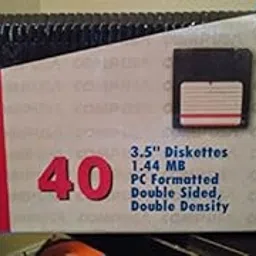 40
3.5" Diskettes
1.44 MB
PC Formatted
Double Sided,
Double Density